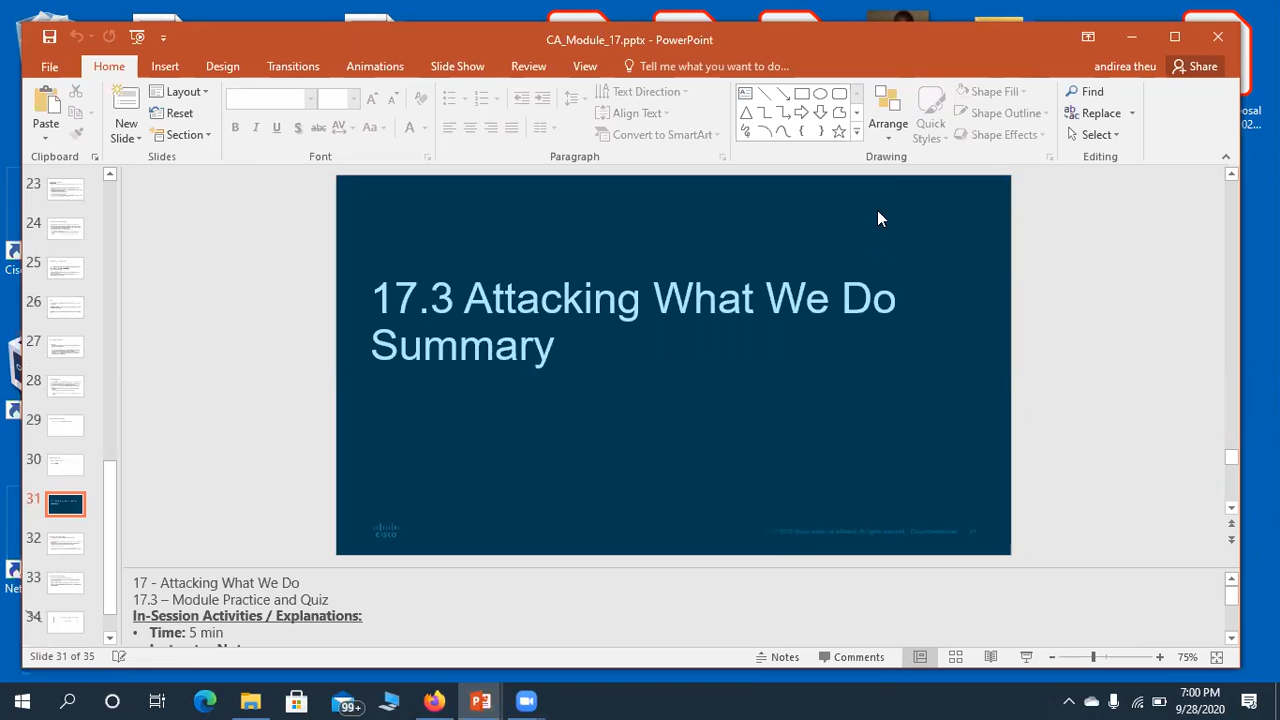 CA_Module_17.pptx - PowerPoint
File Home Insert Design Transitions Animations Slide Show Review View Tell me what you want to do... andrea theu Share
Paste
New Slide
Layout
Reset
Section
Text Direction
Align Text
Convert to SmartArt
Arrange
Quick Styles
Shape Fill
Shape Outline
Shape Effects
Find
Replace
Select
Clipboard Slides Font Paragraph Drawing Editing
23
24
25
26
27
28
29
30
31
32
33
34
17.3 Attacking What We Do
Summary
CISCO
17 - Attacking What We Do
17.3 – Module Practice and Quiz
In-Session Activities / Explanations:
• Time: 5 min
Slide 31 of 35 Notes Comments 75%
99+
7:00 PM
9/28/2020